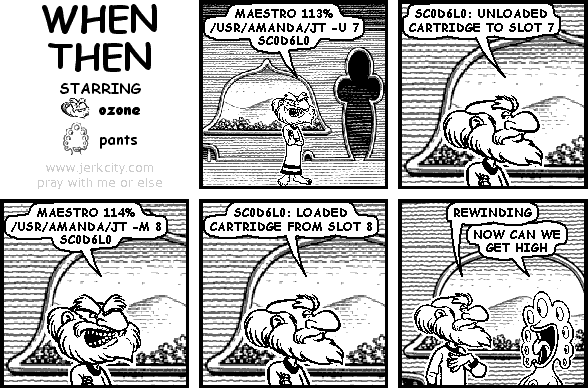 WHEN
THEN
STARRING
ozone
pants
www.jerkcity.com
pray with me or else
MAESTRO 113%
/USR/AMANDA/JT -U 7
SC0D6L0
SC0D6L0: UNLOADED
CARTRIDGE TO SLOT 7
MAESTRO 114%
/USR/AMANDA/JT -M 8
SC0D6L0
SC0D6L0: LOADED
CARTRIDGE FROM SLOT 8
REWINDING
NOW CAN WE
GET HIGH